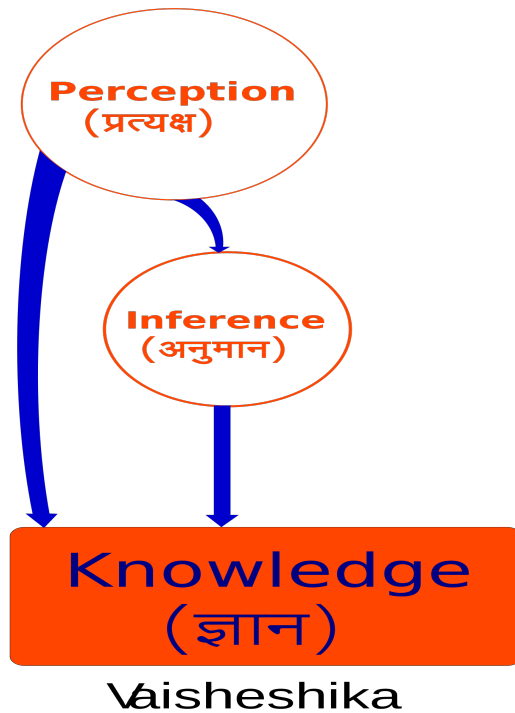 Perception
(प्रत्यक्ष)
Inference
(अनुमान)
Knowledge
(ज्ञान)
Vaisheshika